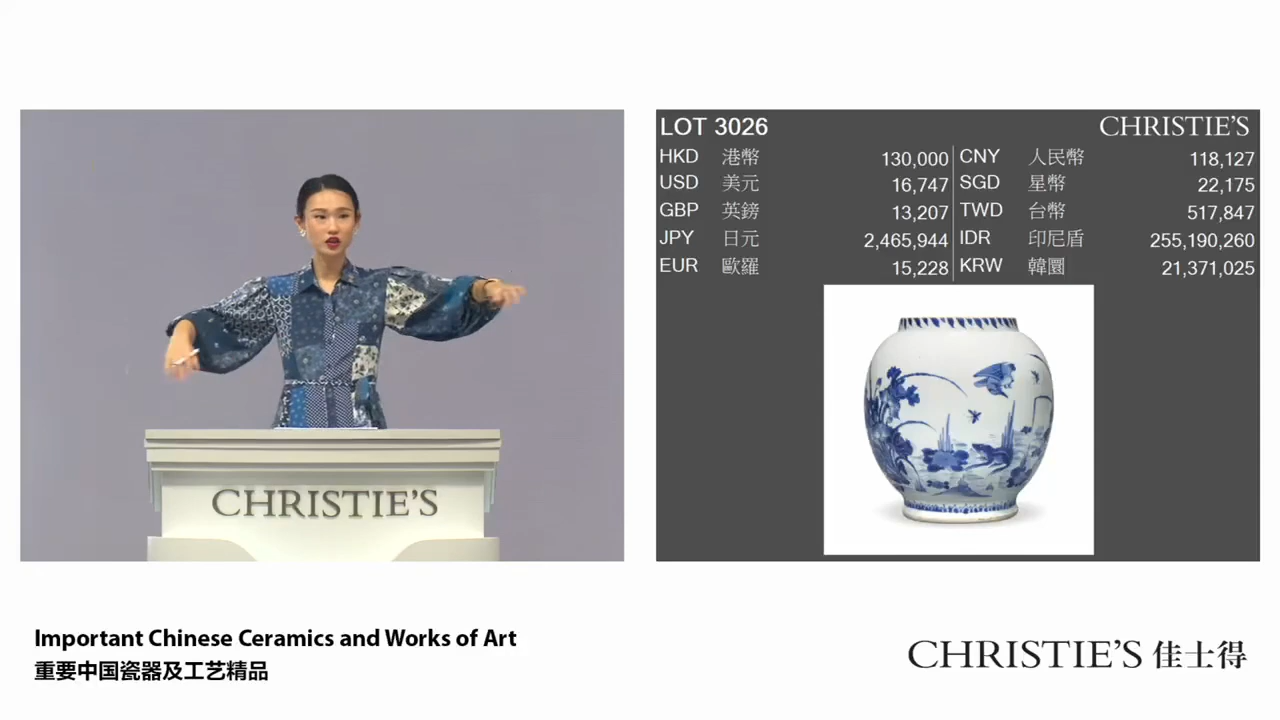 LOT 3026
CHRISTIE'S
HKD 港幣 130,000 CNY 人民幣 118,127
USD 美元 16,747 SGD 星幣 22,175
GBP 英鎊 13,207 TWD 台幣 517,847
JPY 日元 2,465,944 IDR 印尼盾 255,190,260
EUR 歐羅 15,228 KRW 韓圜 21,371,025
CHRISTIE'S
Important Chinese Ceramics and Works of Art
重要中国瓷器及工艺精品
CHRISTIE'S 佳士得